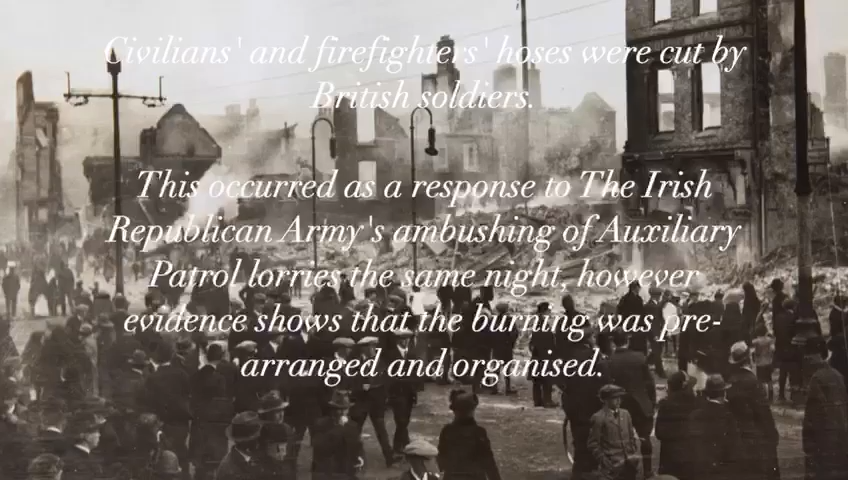 Civilians' and firefighters' hoses were cut by
British soldiers.
This occurred as a response to The Irish
Republican Army's ambushing of Auxiliary
Patrol lorries the same night, however
evidence shows that the burning was pre-
arranged and organised.